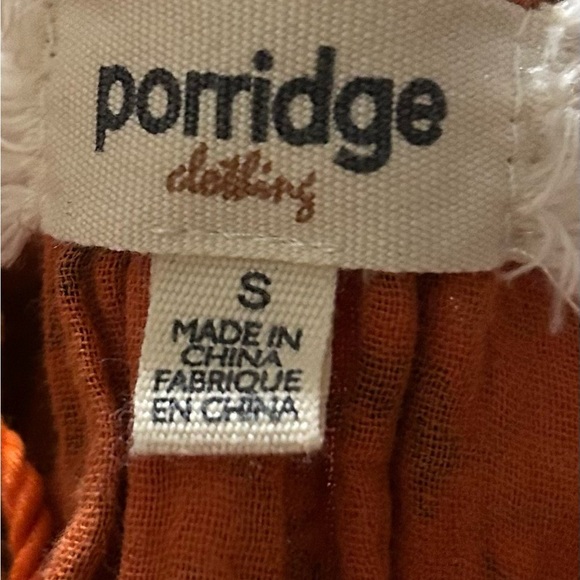 porridge
clothing
S
MADE IN
CHINA
FABRIQUE
EN CHINA